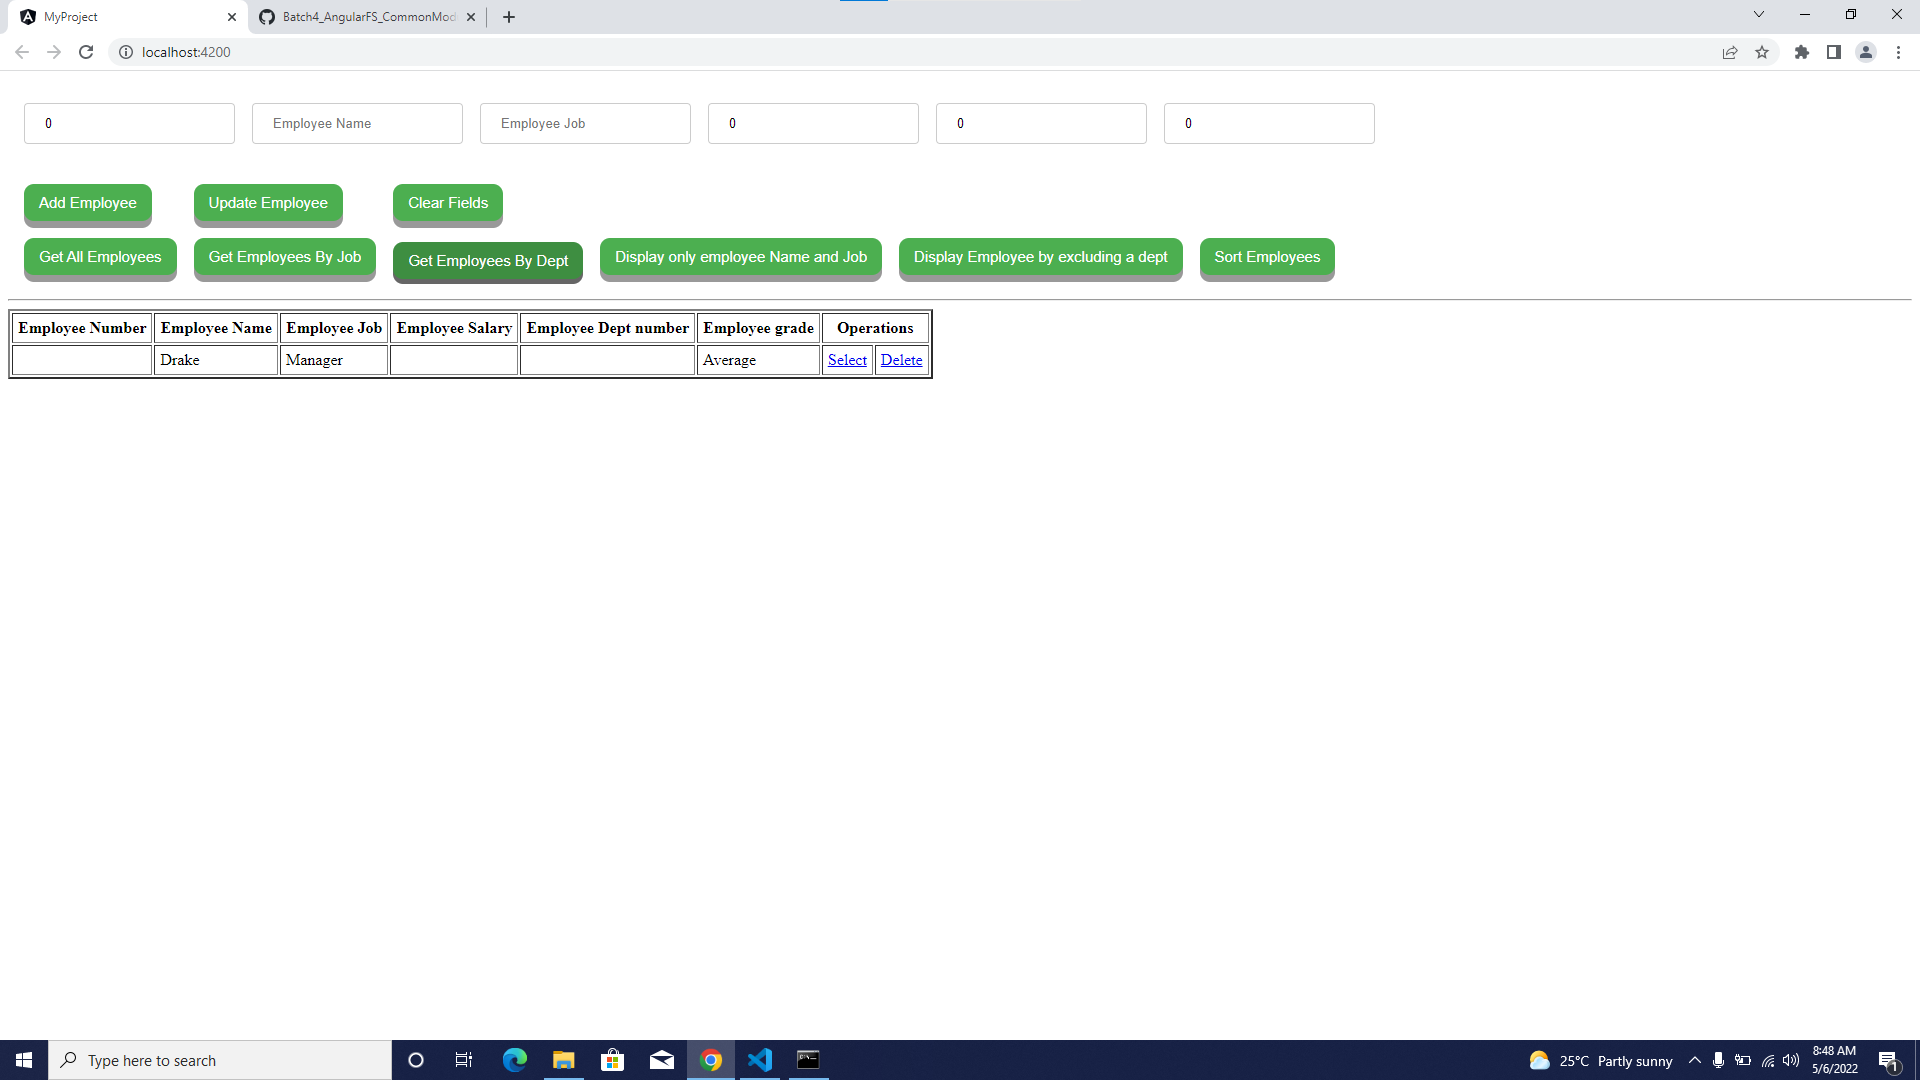 MyProject
Batch4_AngularFS_CommonMod
localhost:4200
0 Employee Name Employee Job 0 0 0
Add Employee Update Employee Clear Fields
Get All Employees Get Employees By Job Get Employees By Dept Display only employee Name and Job Display Employee by excluding a dept Sort Employees
Employee Number Employee Name Employee Job Employee Salary Employee Dept number Employee grade Operations
Drake Manager Average Select Delete
Type here to search
25°C Partly sunny
8:48 AM
5/6/2022
1